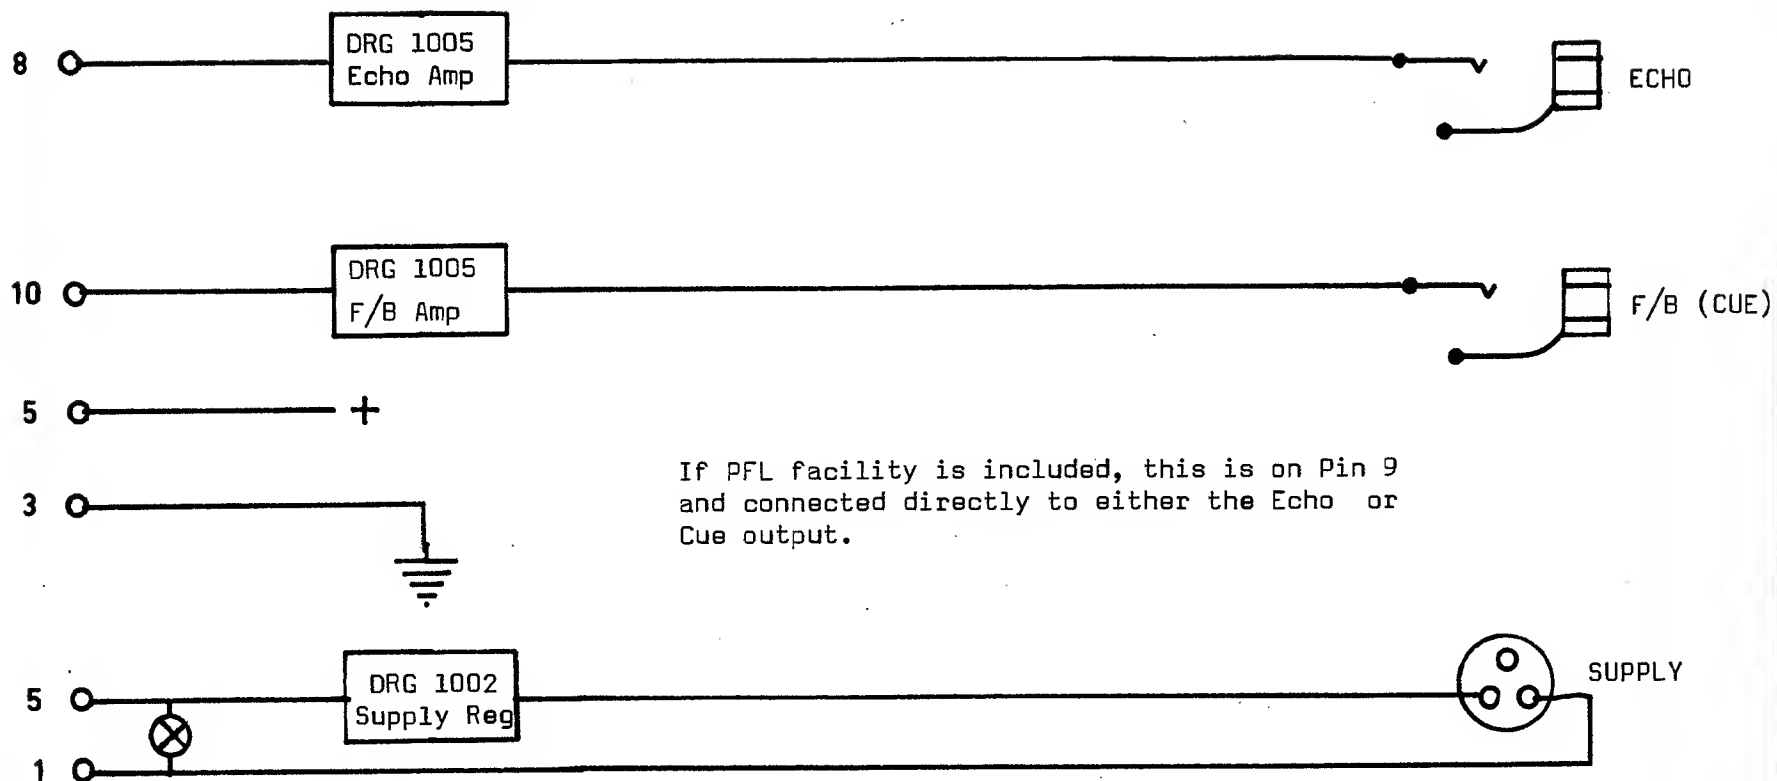 8
DRG 1005
Echo Amp
ECHO
10
DRG 1005
F/B Amp
F/B (CUE)
5
+
3
If PFL facility is included, this is on Pin 9
and connected directly to either the Echo or
Cue output.
5
DRG 1002
Supply Reg
SUPPLY
1